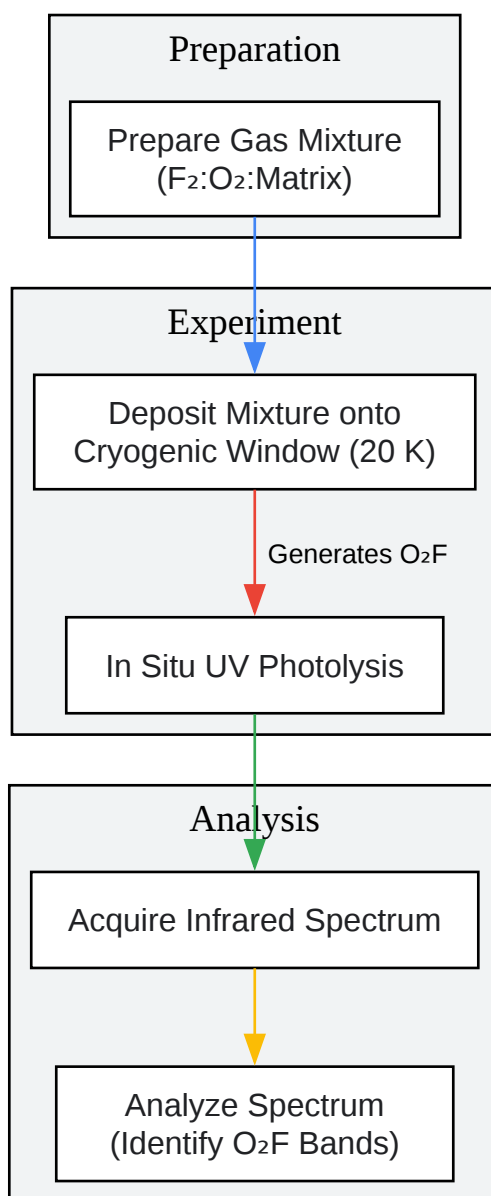 Preparation
Prepare Gas Mixture
(F₂:O₂:Matrix)
Experiment
Deposit Mixture onto
Cryogenic Window (20 K)
Generates O₂F
In Situ UV Photolysis
Analysis
Acquire Infrared Spectrum
Analyze Spectrum
(Identify O₂F Bands)